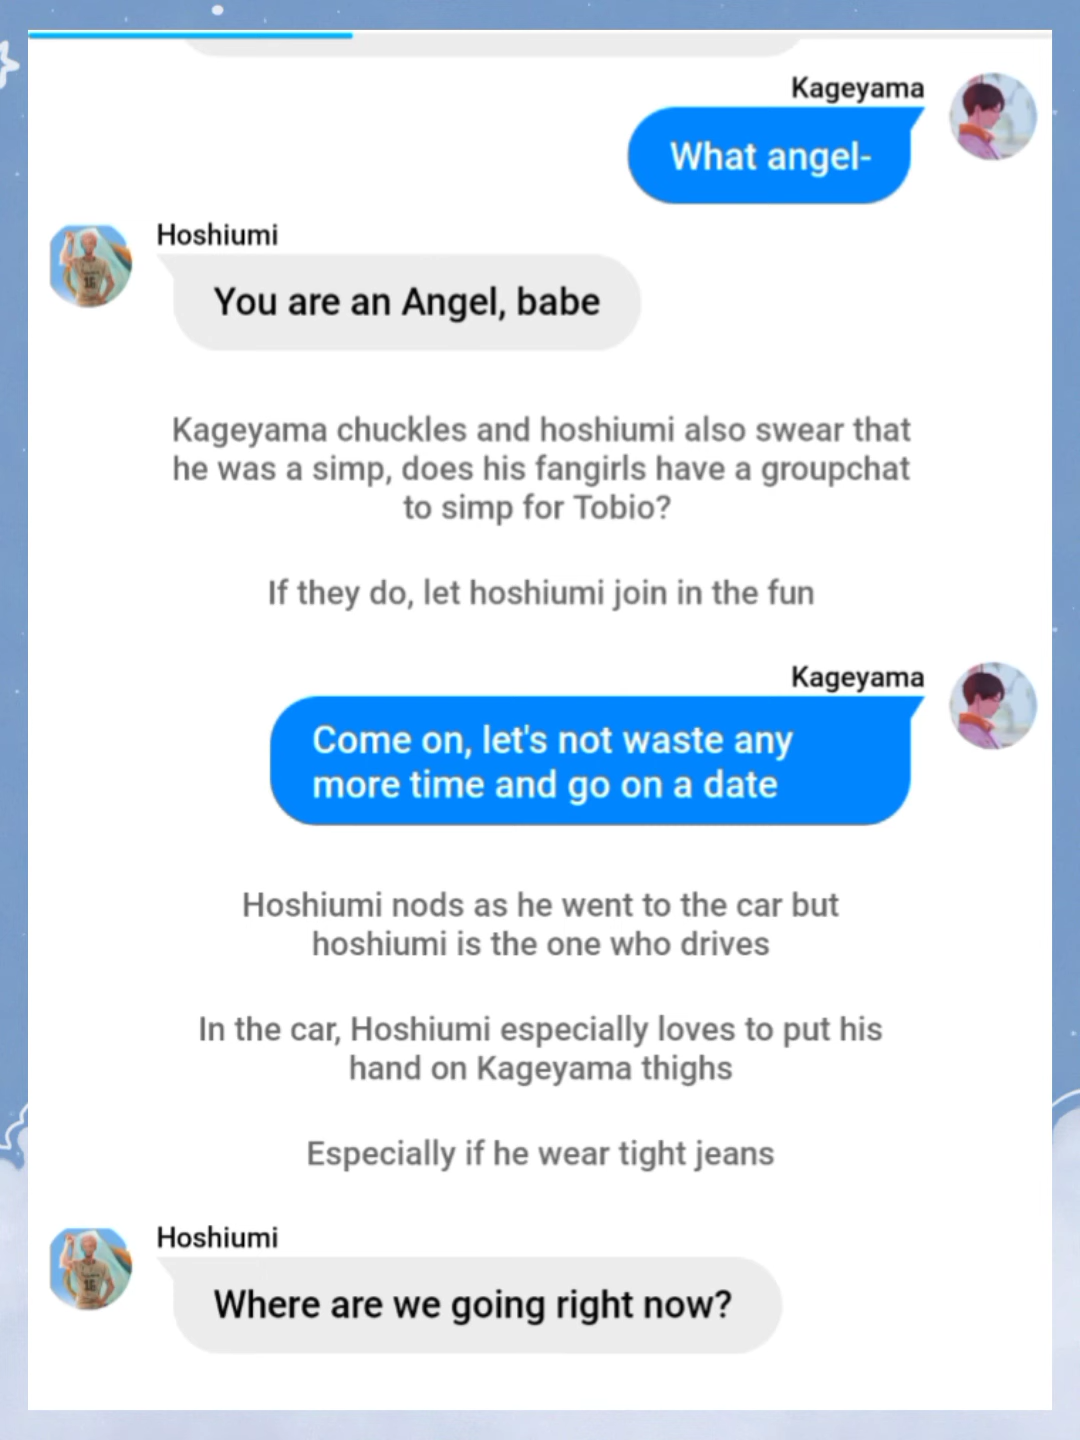 Kageyama
What angel-
Hoshiumi
You are an Angel, babe
Kageyama chuckles and hoshiumi also swear that
he was a simp, does his fangirls have a groupchat
to simp for Tobio?
If they do, let hoshiumi join in the fun
Kageyama
Come on, let's not waste any
more time and go on a date
Hoshiumi nods as he went to the car but
hoshiumi is the one who drives
In the car, Hoshiumi especially loves to put his
hand on Kageyama thighs
Especially if he wear tight jeans
Hoshiumi
Where are we going right now?